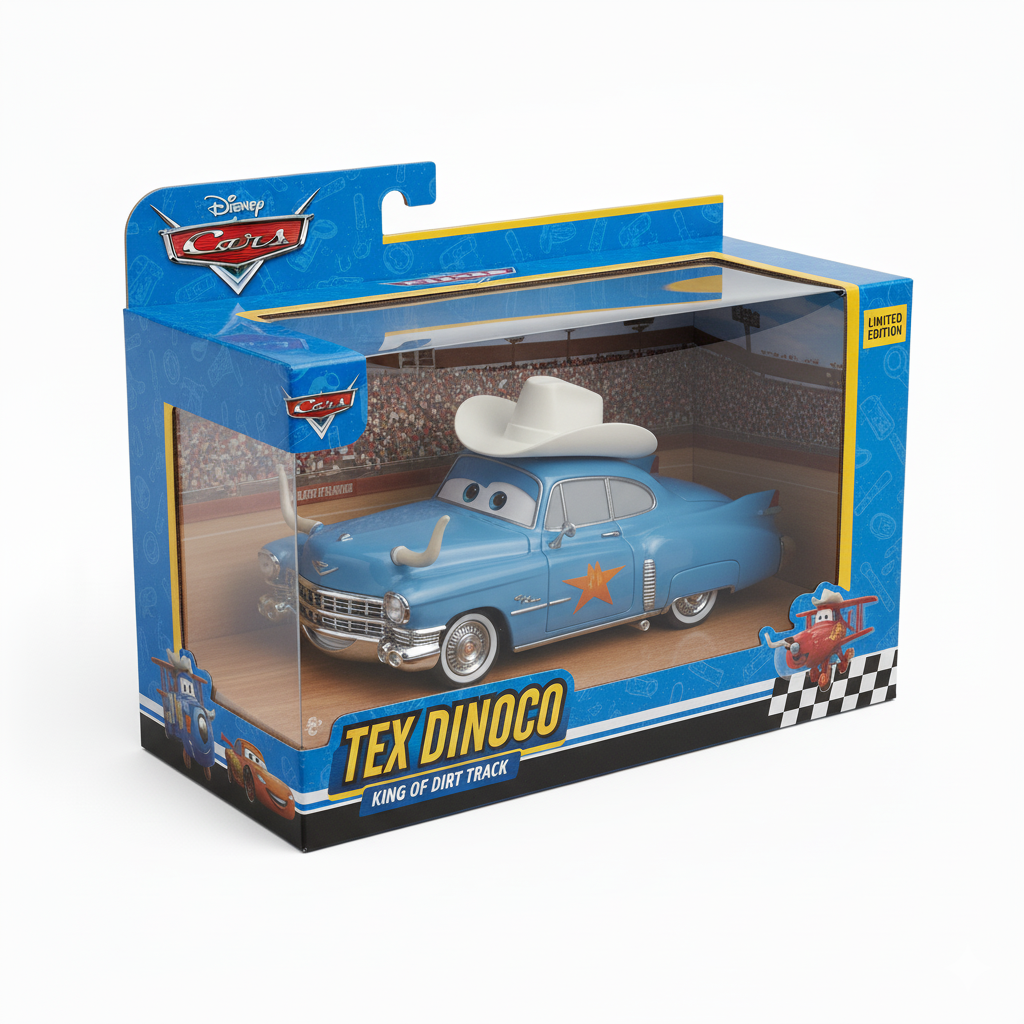 Disney
Cars
LIMITED
EDITION
Cars
TEX DINOCO
KING OF DIRT TRACK